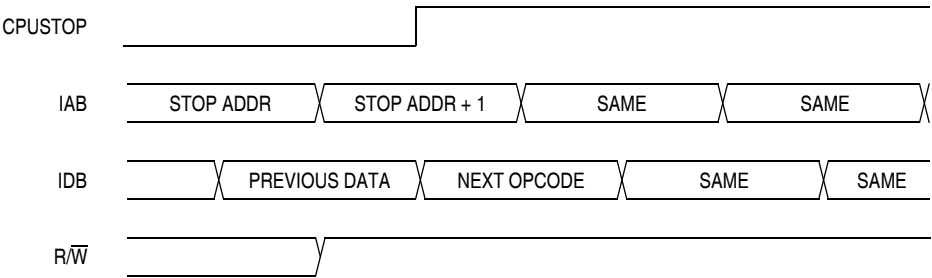 CPUSTOP
IAB STOP ADDR STOP ADDR + 1 SAME SAME
IDB PREVIOUS DATA NEXT OPCODE SAME SAME
R/W̅